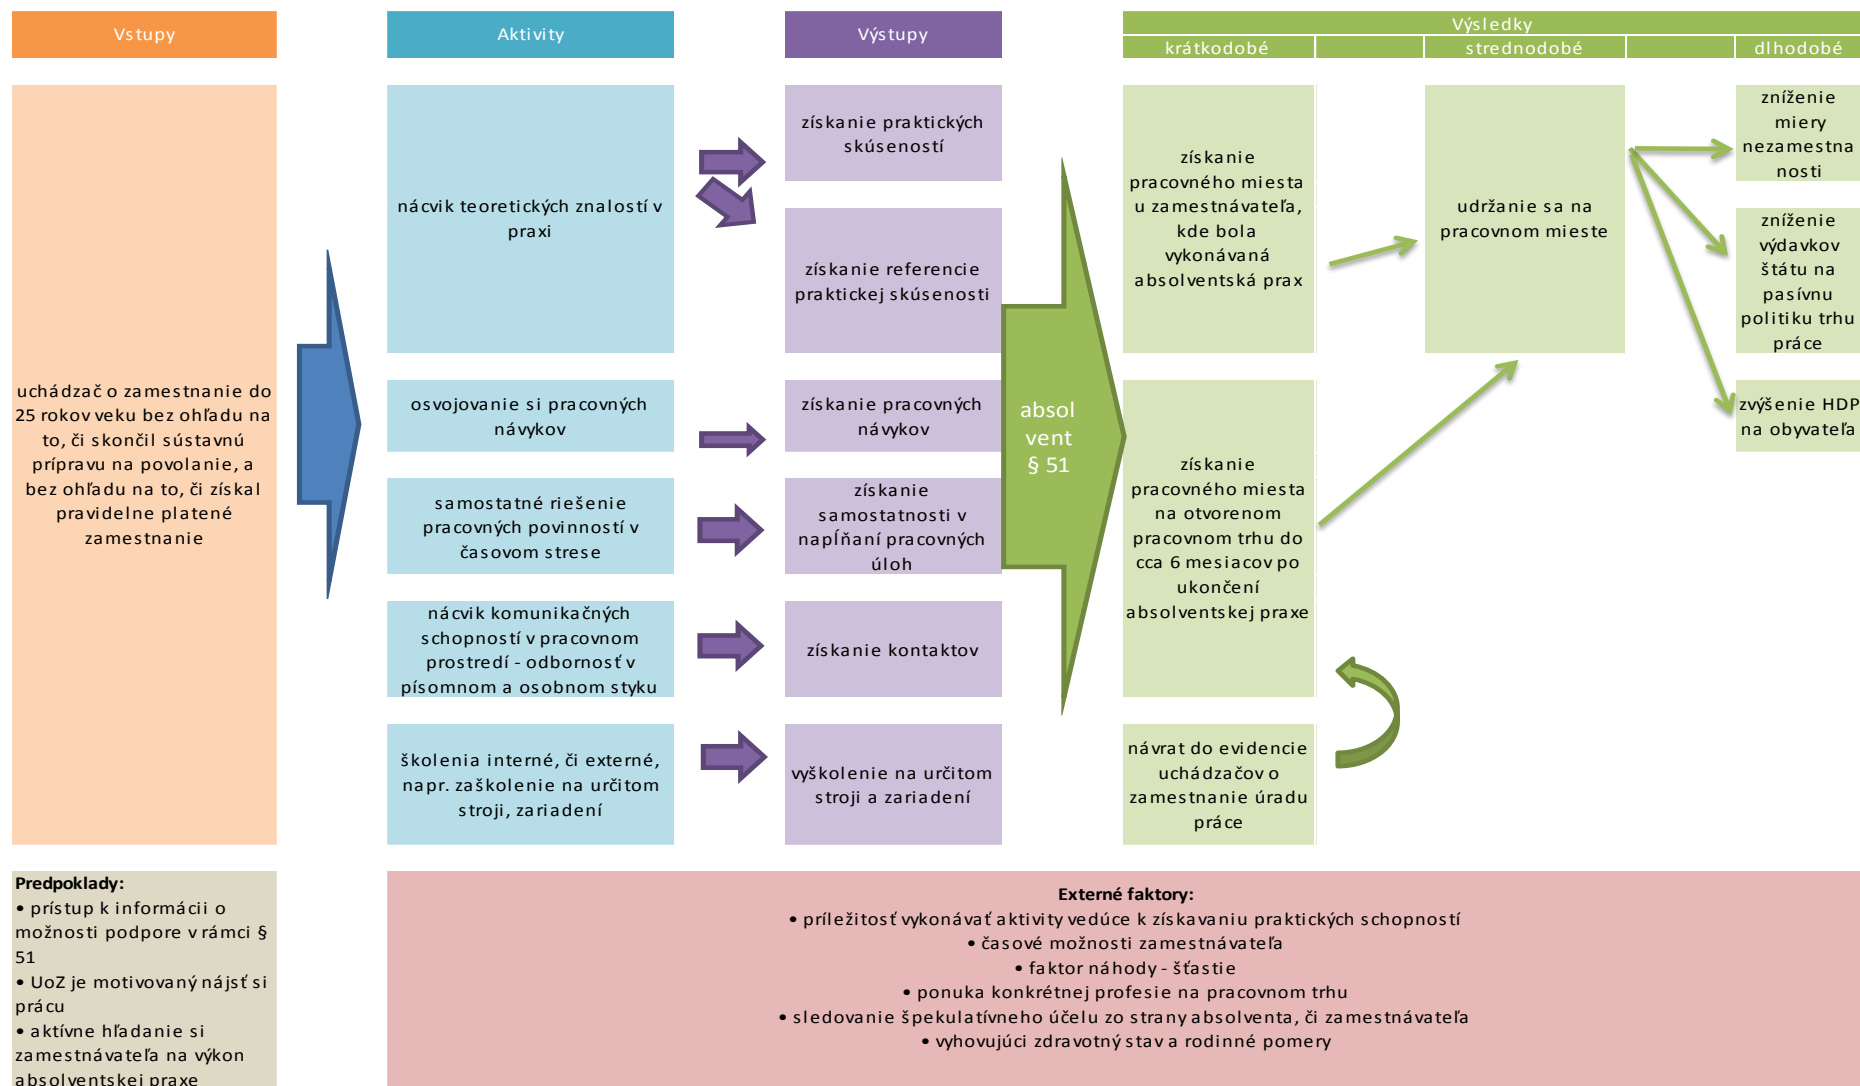 Vstupy
Aktivity
Výstupy
Výsledky
krátkodobé
strednodobé
dlhodobé
uchádzač o zamestnanie do
25 rokov veku bez ohľadu na
to, či skončil sústavnú
prípravu na povolanie, a
bez ohľadu na to, či získal
pravidelne platené
zamestnanie
nácvik teoretických znalostí v
praxi
osvojovanie si pracovných
návykov
samostatné riešenie
pracovných povinností v
časovom strese
nácvik komunikačných
schopností v pracovnom
prostredí - odbornosť v
písomnom a osobnom styku
školenia interné, či externé,
napr. zaškolenie na určitom
stroji, zariadení
získanie praktických
skúseností
získanie referencie
praktickej skúsenosti
získanie pracovných
návykov
získanie
samostatnosti v
napĺňaní pracovných
úloh
získanie kontaktov
vyškolenie na určitom
stroji a zariadení
absol
vent
§ 51
získanie
pracovného miesta
u zamestnávateľa,
kde bola
vykonávaná
absolventská prax
získanie
pracovného miesta
na otvorenom
pracovnom trhu do
cca 6 mesiacov po
ukončení
absolventskej praxe
návrat do evidencie
uchádzačov o
zamestnanie úradu
práce
udržanie sa na
pracovnom mieste
zníženie
miery
nezamestna
nosti
zníženie
výdavkov
štátu na
pasívnu
politiku trhu
práce
zvýšenie HDP
na obyvateľa
Predpoklady:
• prístup k informácii o
možnosti podpore v rámci §
51
• UoZ je motivovaný nájsť si
prácu
• aktívne hľadanie si
zamestnávateľa na výkon
absolventskej praxe
Externé faktory:
• príležitosť vykonávať aktivity vedúce k získavaniu praktických schopností
• časové možnosti zamestnávateľa
• faktor náhody - šťastie
• ponuka konkrétnej profesie na pracovnom trhu
• sledovanie špekulatívneho účelu zo strany absolventa, či zamestnávateľa
• vyhovujúci zdravotný stav a rodinné pomery